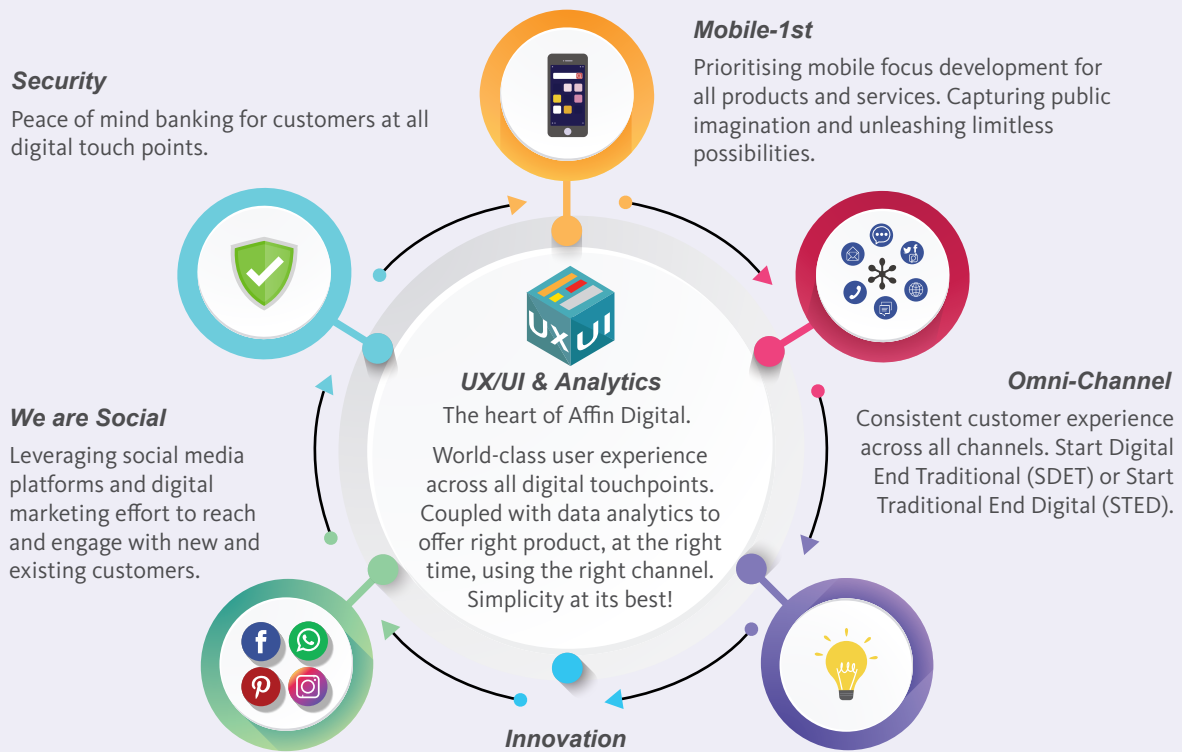 Mobile-1st
Prioritising mobile focus development for
all products and services. Capturing public
imagination and unleashing limitless
possibilities.
Security
Peace of mind banking for customers at all
digital touch points.
UX UI
UX/UI & Analytics
The heart of Affin Digital.
World-class user experience
across all digital touchpoints.
Coupled with data analytics to
offer right product, at the right
time, using the right channel.
Simplicity at its best!
Omni-Channel
Consistent customer experience
across all channels. Start Digital
End Traditional (SDET) or Start
Traditional End Digital (STED).
We are Social
Leveraging social media
platforms and digital
marketing effort to reach
and engage with new and
existing customers.
Innovation